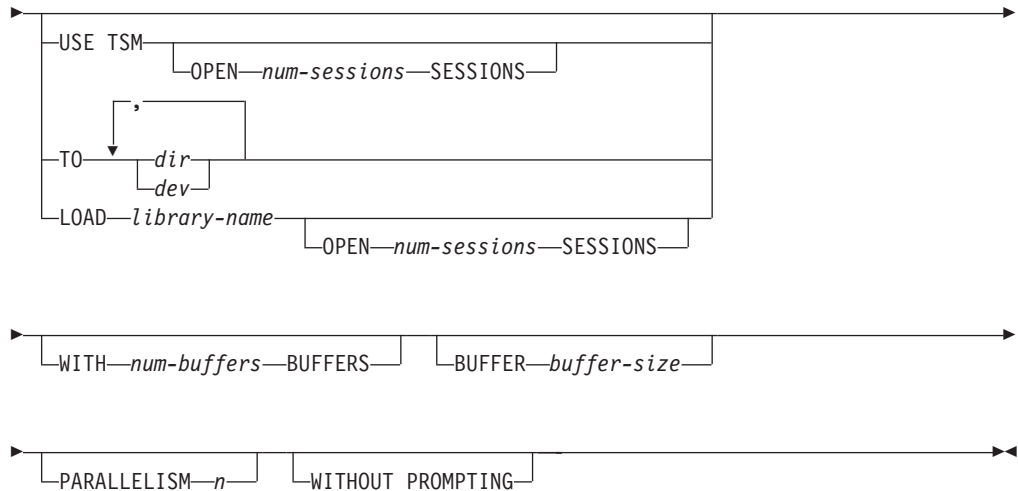 USE TSM
OPEN num-sessions SESSIONS
,
TO dir
dev
LOAD library-name
OPEN num-sessions SESSIONS
WITH num-buffers BUFFERS BUFFER buffer-size
PARALLELISM n WITHOUT PROMPTING